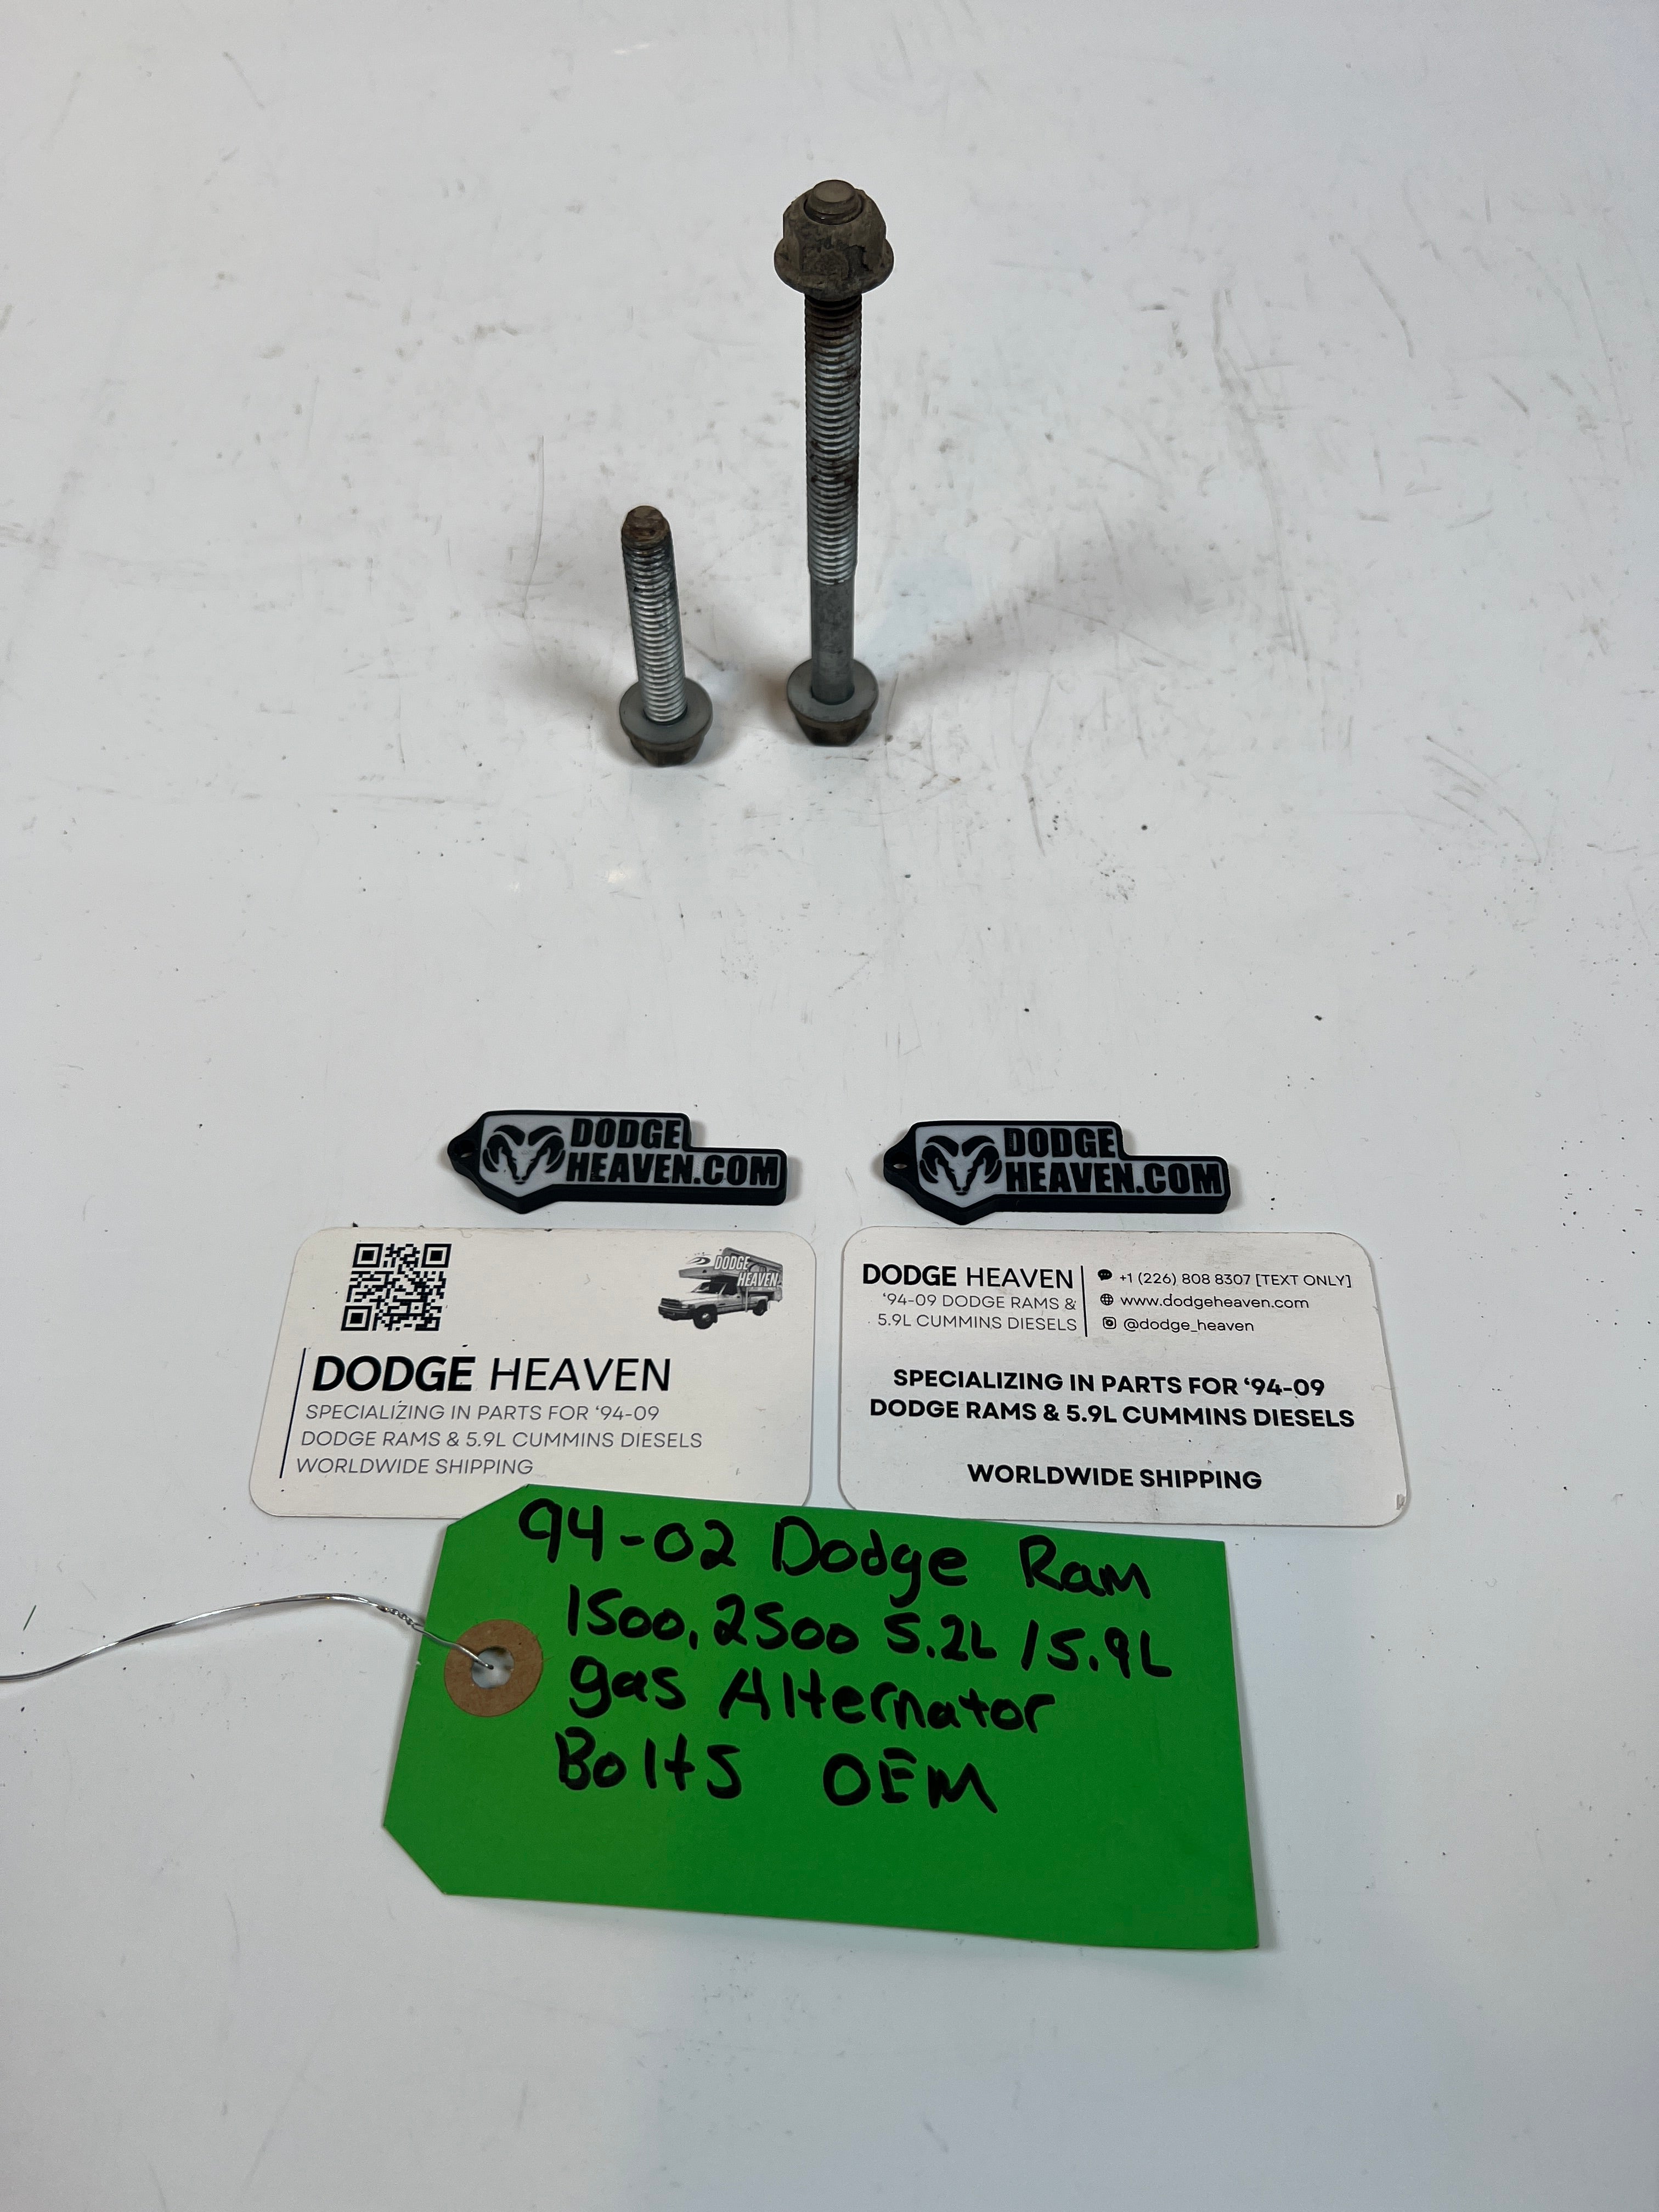 DODGE
HEAVEN.COM
DODGE
HEAVEN.COM
DODGE
HEAVEN
DODGE HEAVEN
SPECIALIZING IN PARTS FOR ‘94-09
DODGE RAMS & 5.9L CUMMINS DIESELS
WORLDWIDE SHIPPING
DODGE HEAVEN
‘94-09 DODGE RAMS &
5.9L CUMMINS DIESELS
+1 (226) 808 8307 [TEXT ONLY]
www.dodgeheaven.com
@dodge_heaven
SPECIALIZING IN PARTS FOR ‘94-09
DODGE RAMS & 5.9L CUMMINS DIESELS
WORLDWIDE SHIPPING
94-02 Dodge Ram
1500, 2500 5.2L / 5.9L
gas Alternator
Bolts OEM